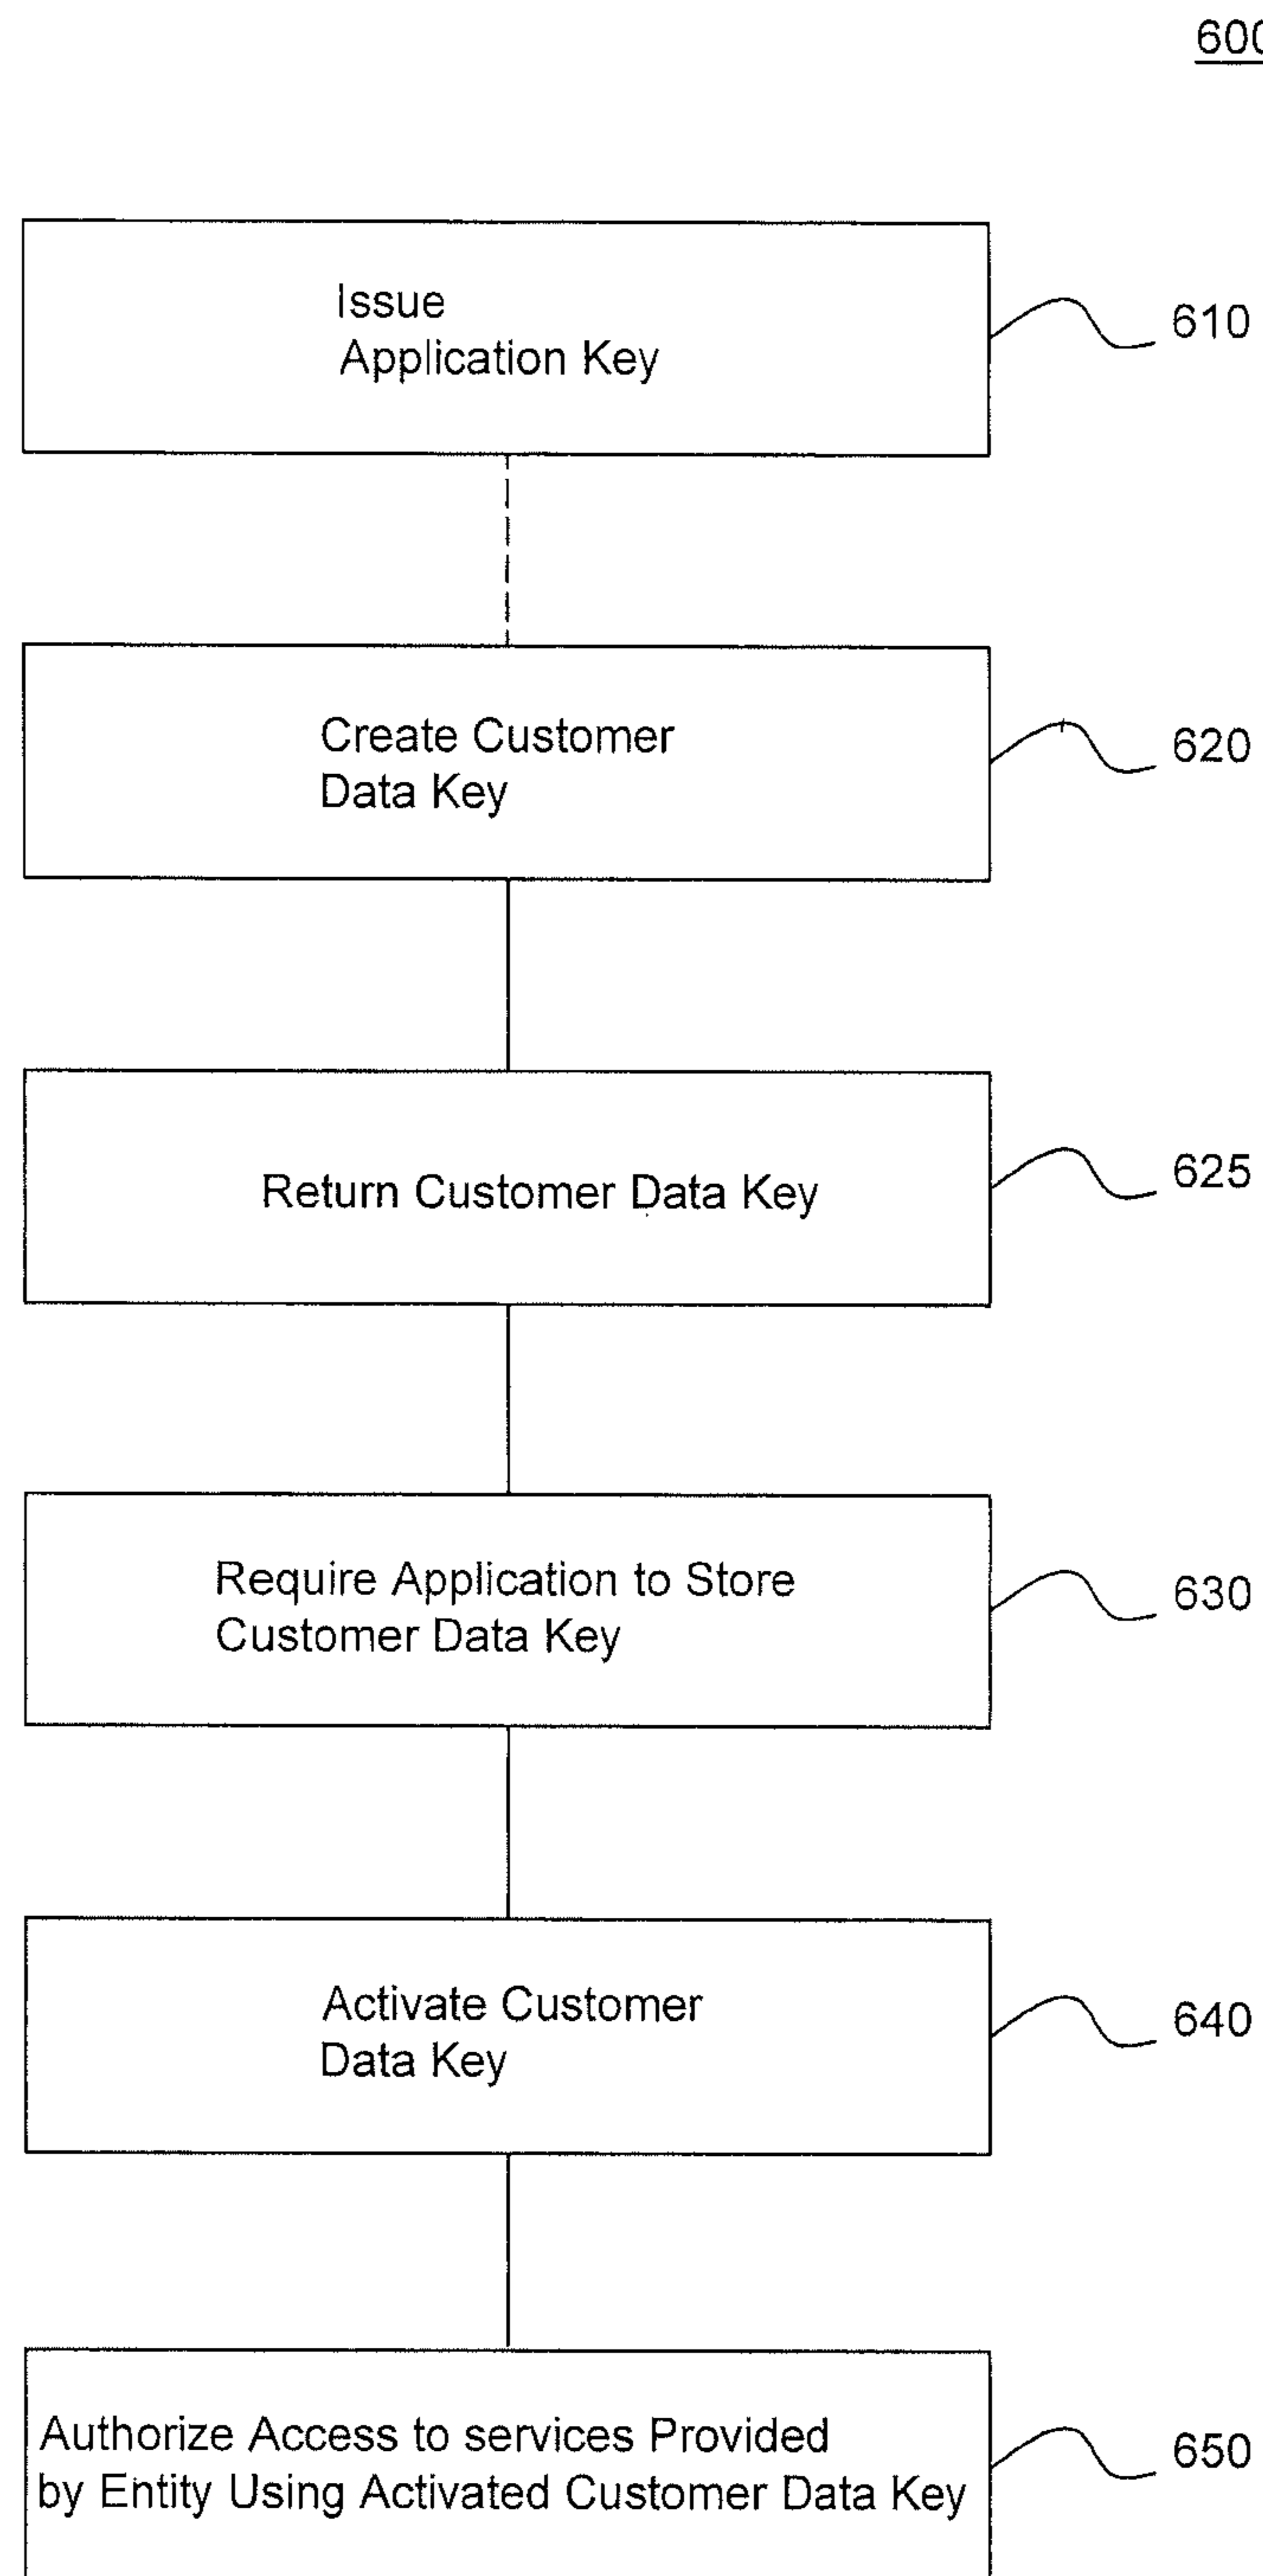 600
Issue
Application Key
610
Create Customer
Data Key
620
Return Customer Data Key
625
Require Application to Store
Customer Data Key
630
Activate Customer
Data Key
640
Authorize Access to services Provided
by Entity Using Activated Customer Data Key
650